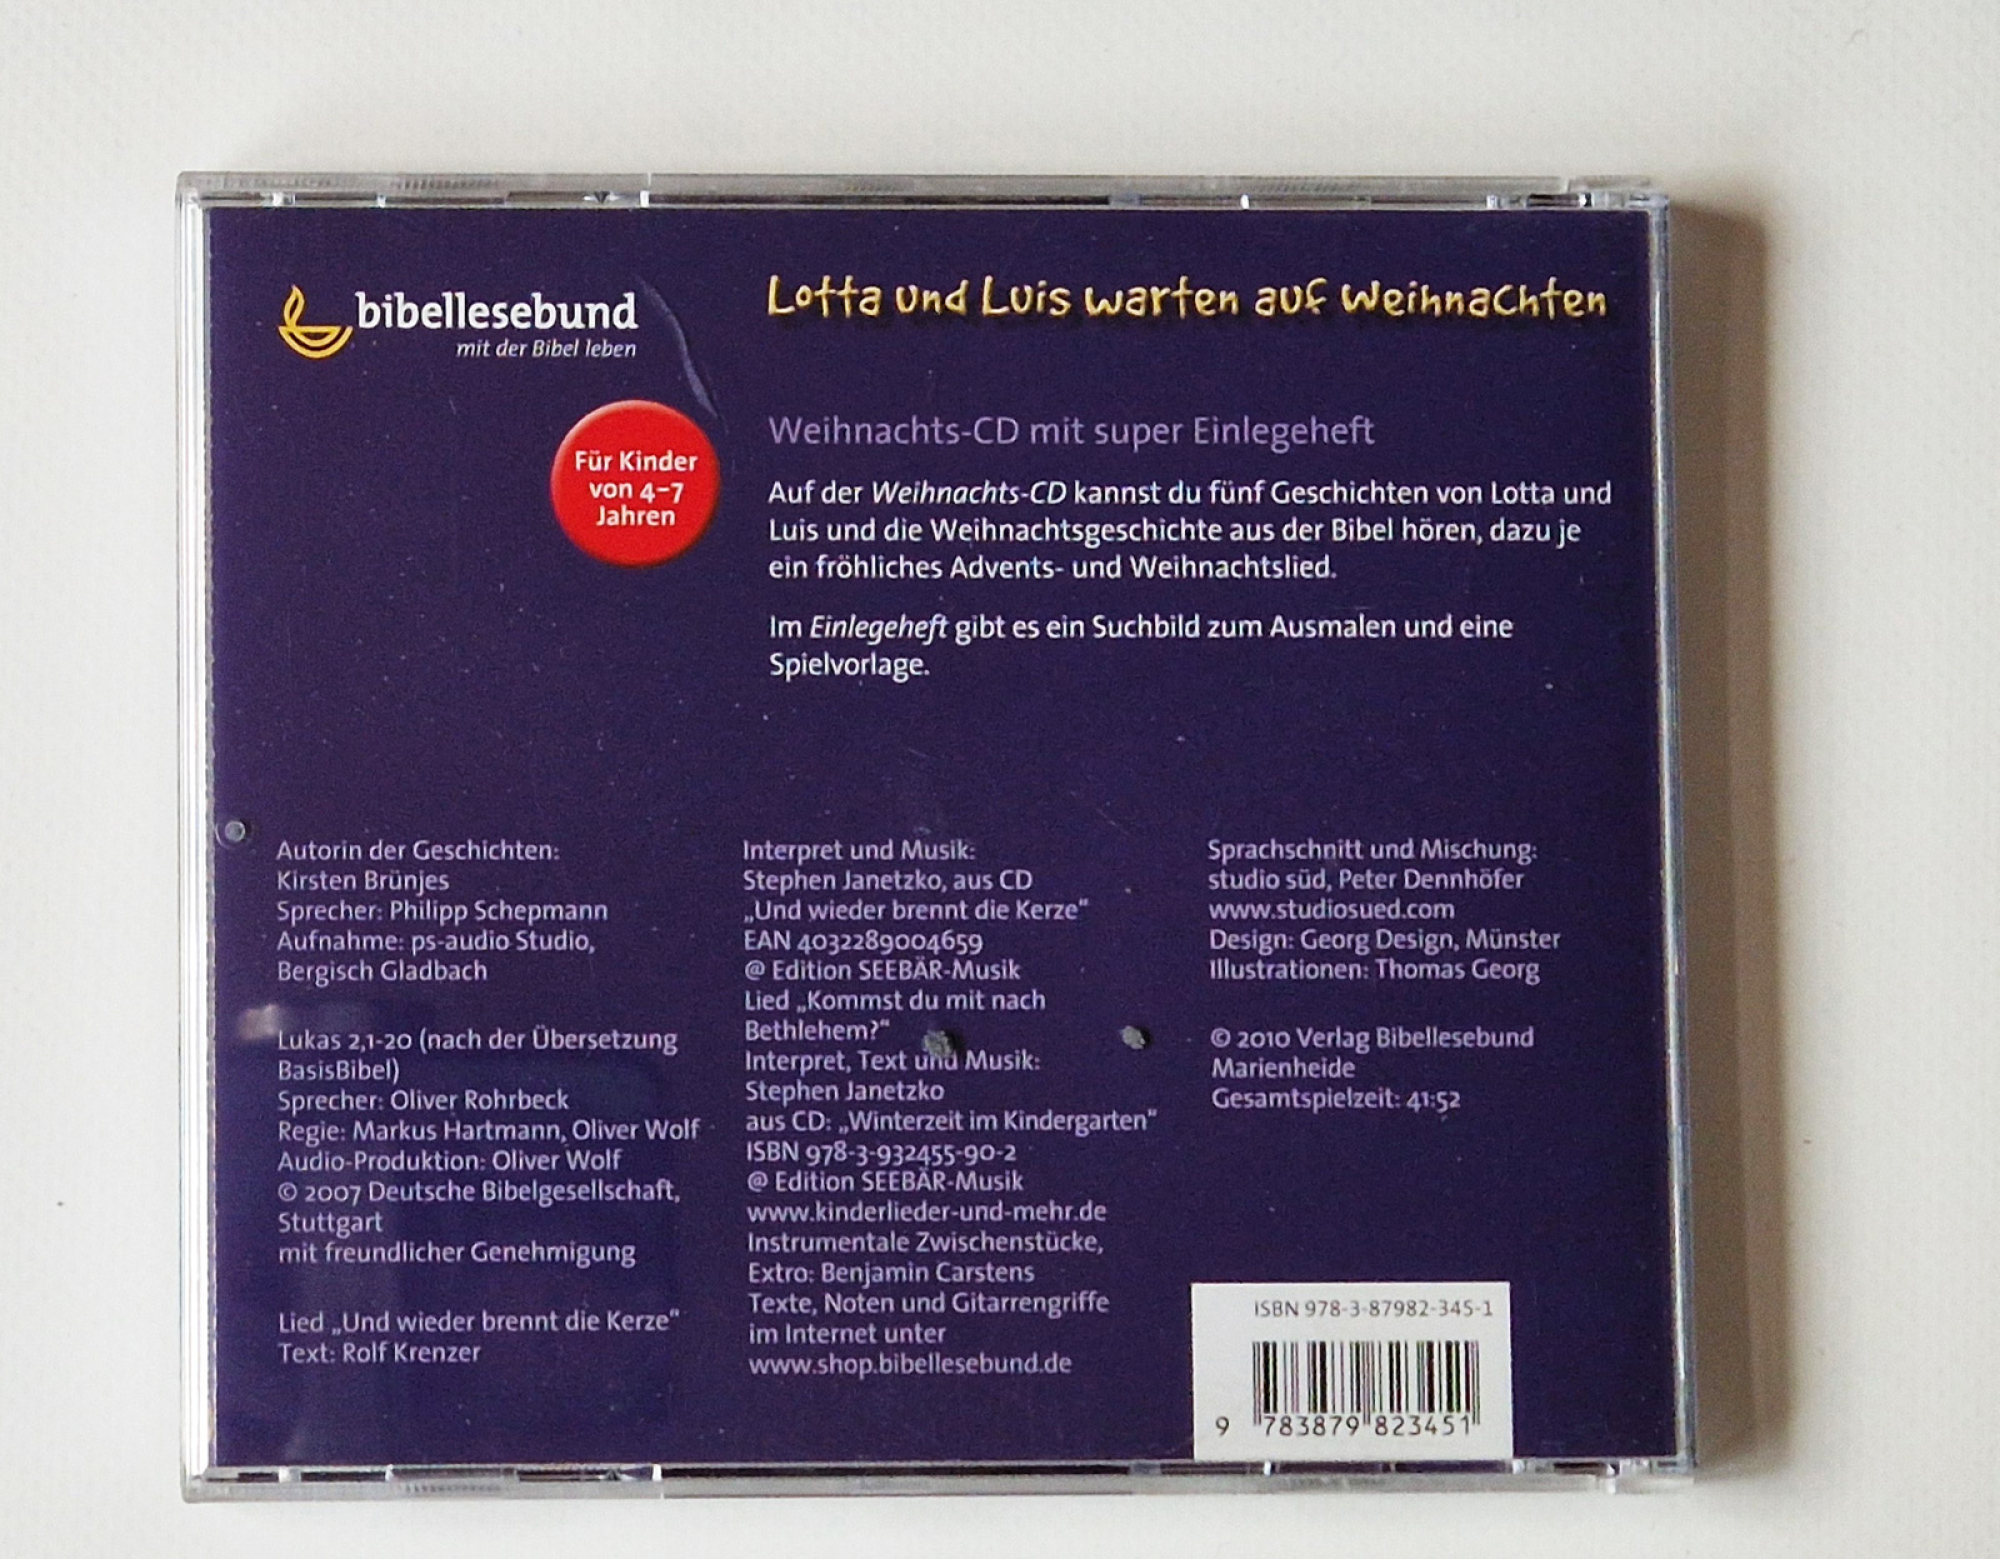 bibellesebund
mit der Bibel leben
Lotta und Luis warten auf Weihnachten
Für Kinder
von 4–7
Jahren
Weihnachts-CD mit super Einlegeheft
Auf der Weihnachts-CD kannst du fünf Geschichten von Lotta und
Luis und die Weihnachtsgeschichte aus der Bibel hören, dazu je
ein fröhliches Advents- und Weihnachtslied.
Im Einlegeheft gibt es ein Suchbild zum Ausmalen und eine
Spielvorlage.
Autorin der Geschichten:
Kirsten Brünjes
Sprecher: Philipp Schepmann
Aufnahme: ps-audio Studio,
Bergisch Gladbach
Lukas 2,1-20 (nach der Übersetzung
BasisBibel)
Sprecher: Oliver Rohrbeck
Regie: Markus Hartmann, Oliver Wolf
Audio-Produktion: Oliver Wolf
© 2007 Deutsche Bibelgesellschaft,
Stuttgart
mit freundlicher Genehmigung
Lied „Und wieder brennt die Kerze“
Text: Rolf Krenzer
Interpret und Musik:
Stephen Janetzko, aus CD
„Und wieder brennt die Kerze“
EAN 4032289004659
@ Edition SEEBÄR-Musik
Lied „Kommst du mit nach
Bethlehem?“
Interpret, Text und Musik:
Stephen Janetzko
aus CD: „Winterzeit im Kindergarten“
ISBN 978-3-932455-90-2
@ Edition SEEBÄR-Musik
www.kinderlieder-und-mehr.de
Instrumentale Zwischenstücke,
Extro: Benjamin Carstens
Texte, Noten und Gitarrengriffe
im Internet unter
www.shop.bibellesebund.de
Sprachschnitt und Mischung:
studio süd, Peter Dennhöfer
www.studiosued.com
Design: Georg Design, Münster
Illustrationen: Thomas Georg
© 2010 Verlag Bibellesebund
Marienheide
Gesamtspielzeit: 41:52
ISBN 978-3-87982-345-1
9 783879 823451